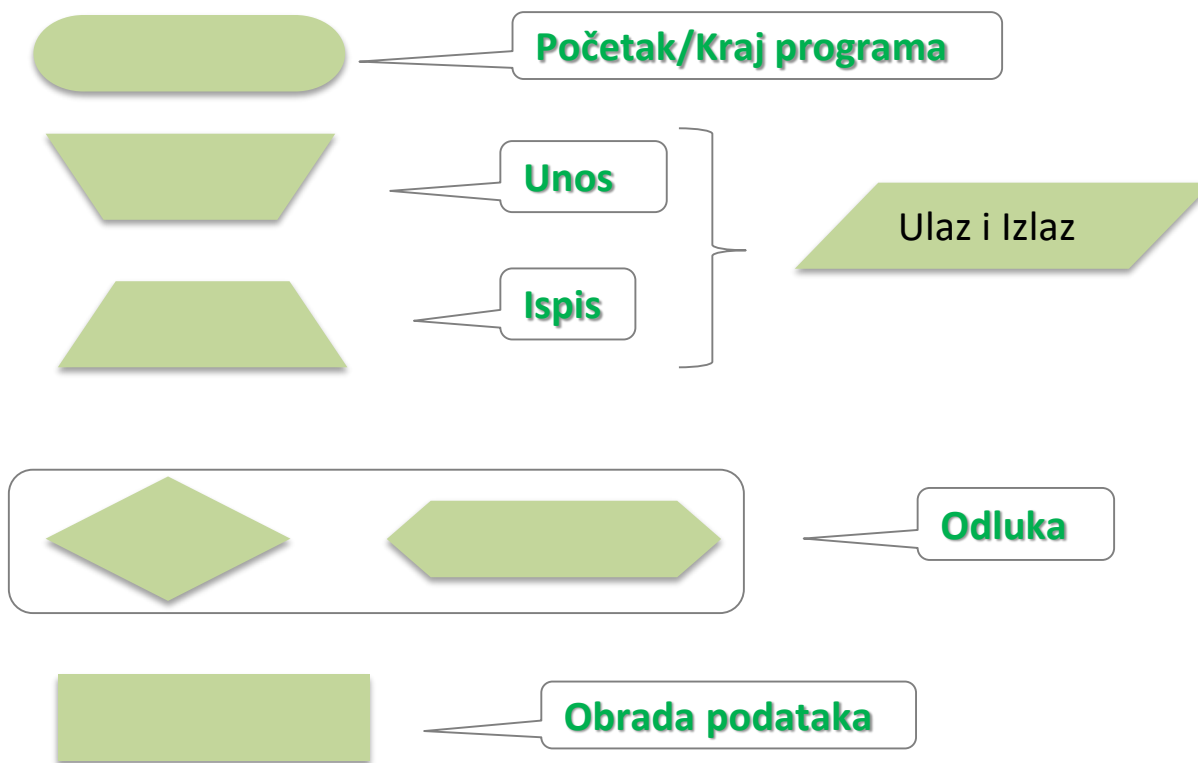 Početak/Kraj programa
Unos
Ulaz i Izlaz
Ispis
Odluka
Obrada podataka